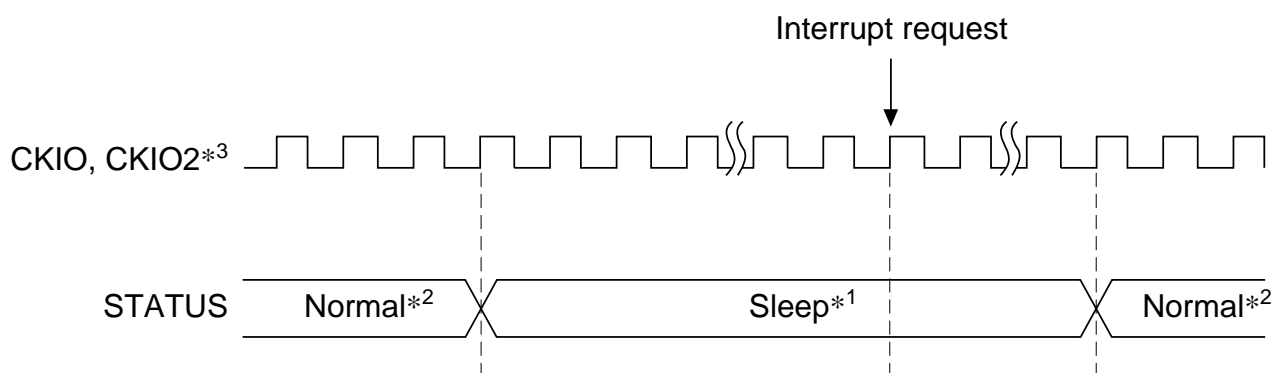 Interrupt request
CKIO, CKIO2*3
STATUS
Normal*2
Sleep*1
Normal*2